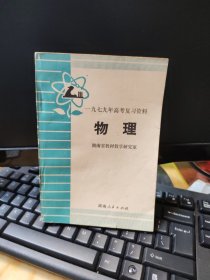 一九七九年高考复习资料
物理
湖南省教材教学研究室
湖南人民出版社